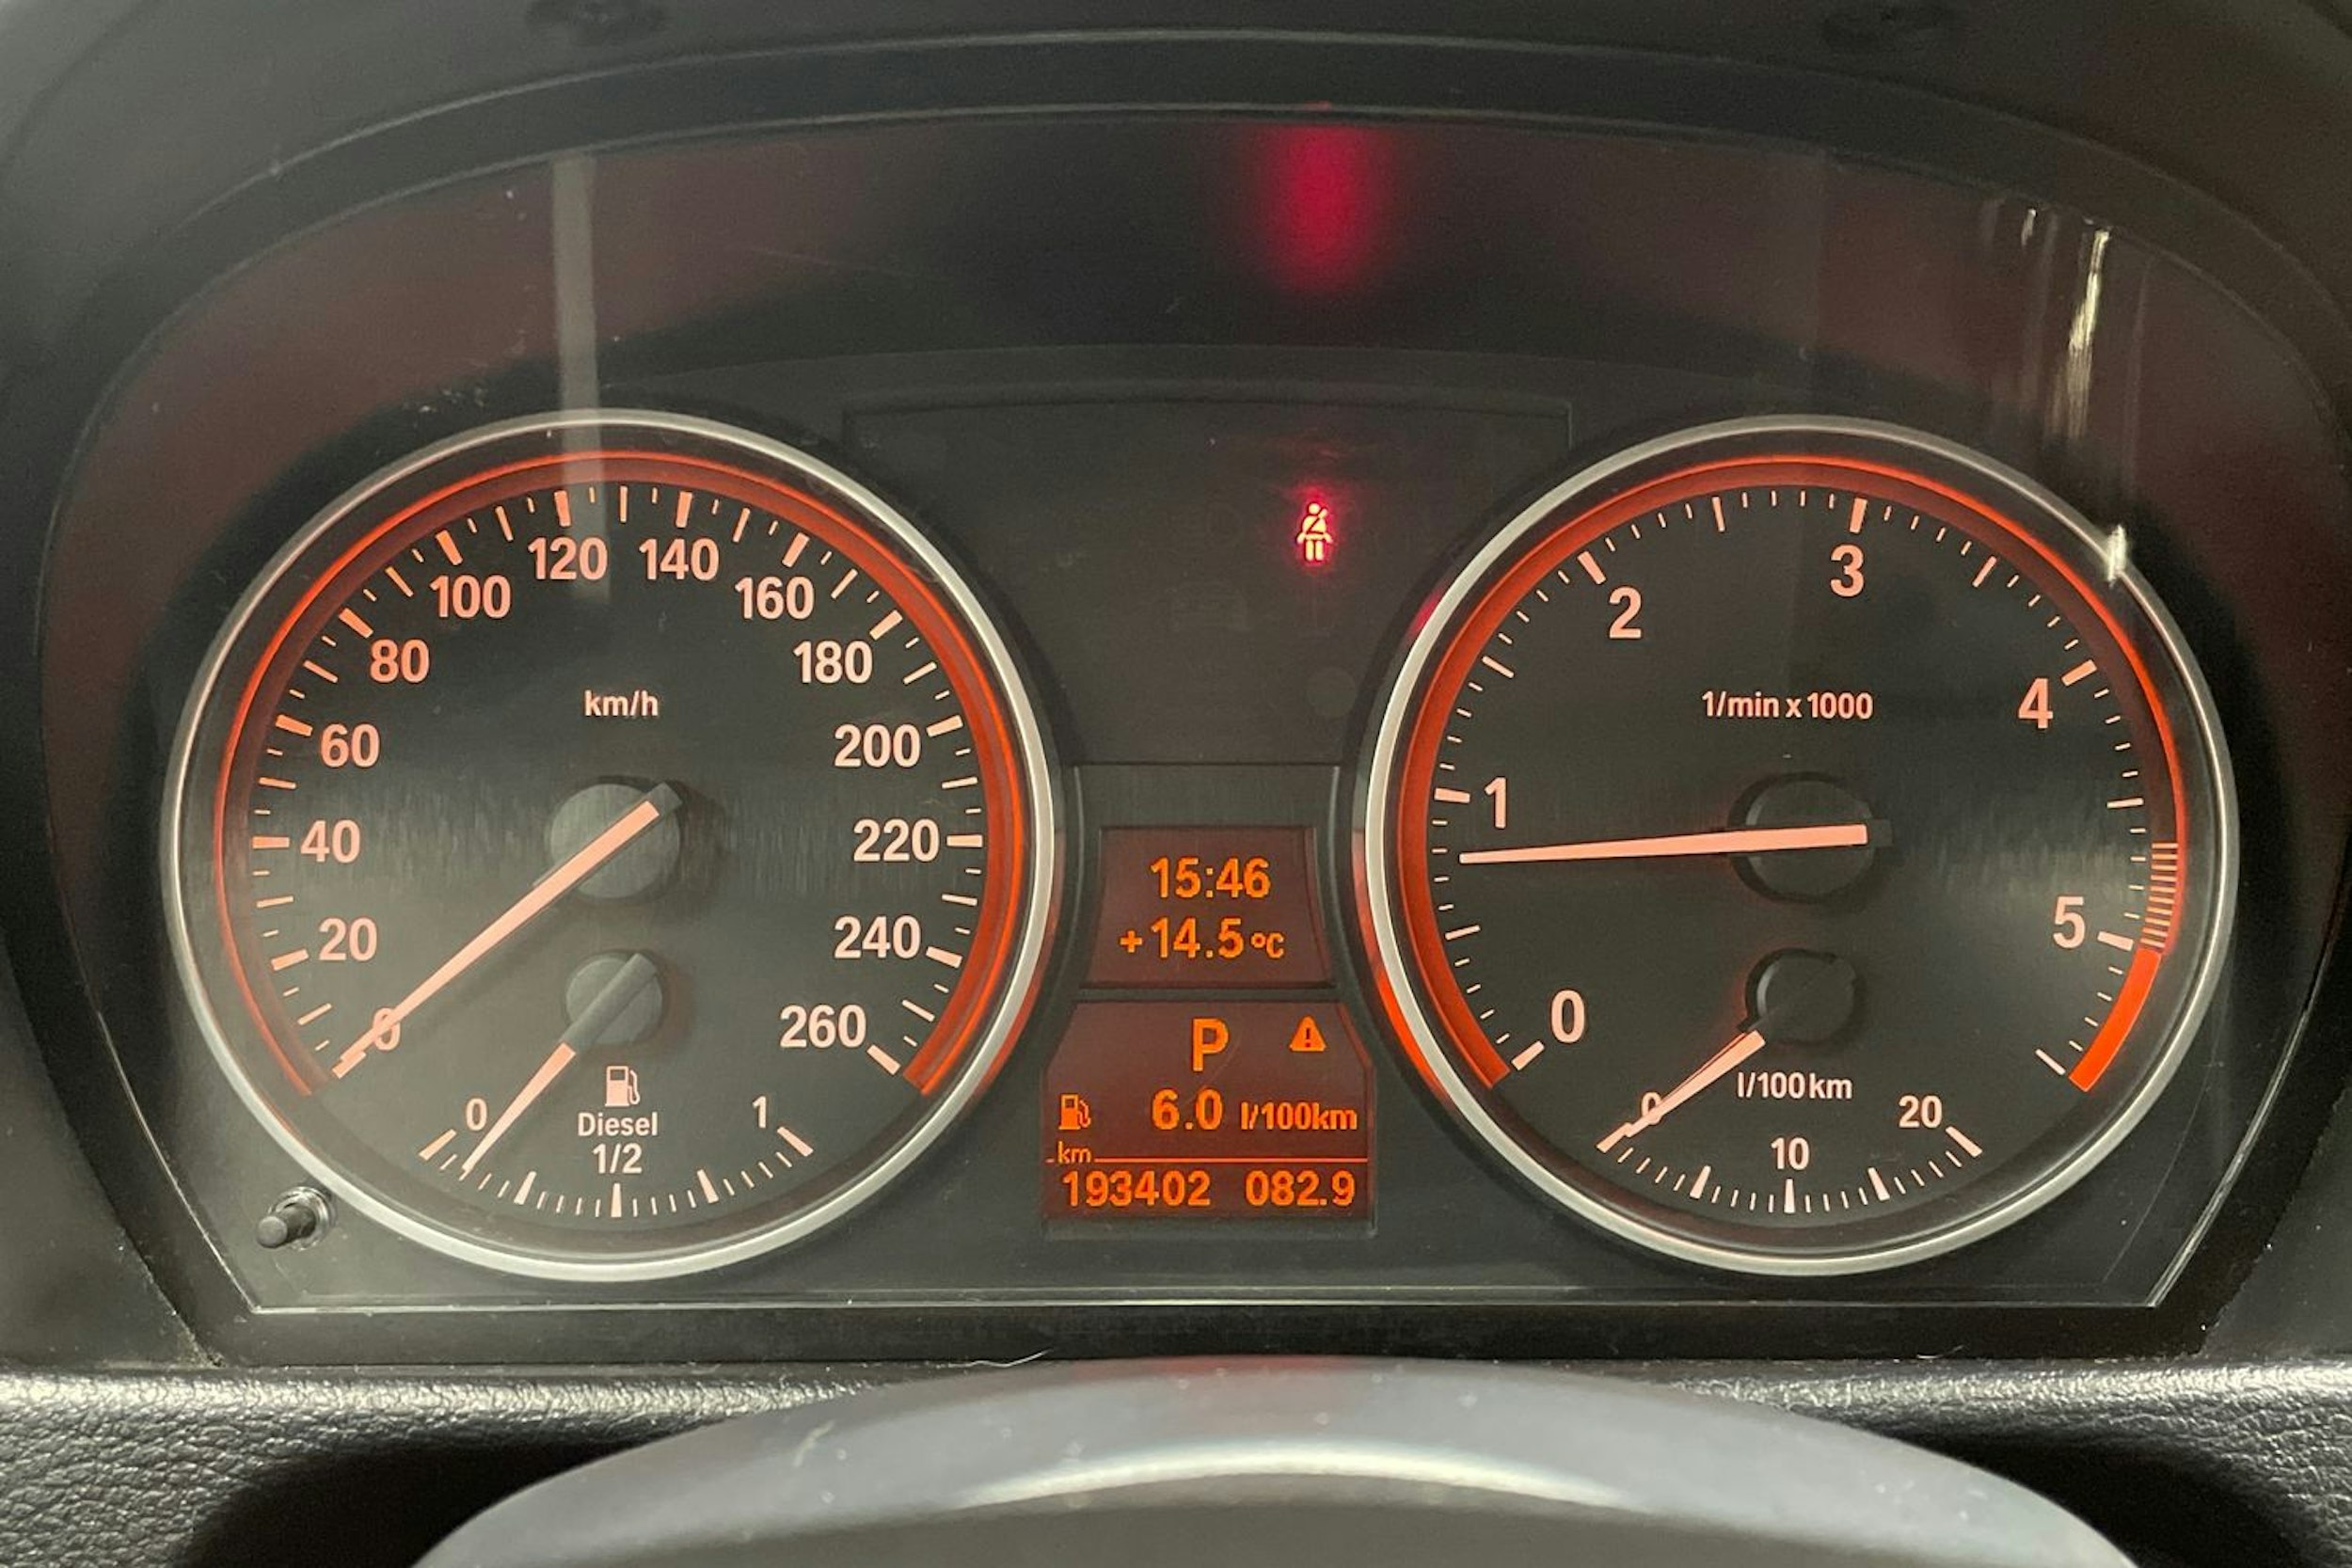 120 140
100 160
80 180
km/h
60 200
40 220
20 240
0 260
0 Diesel 1
1/2
15:46
+14.5°C
P
6.0 l/100km
km
193402 082.9
3
2
4
1/min x 1000
1
5
0
l/100km
0 20
10